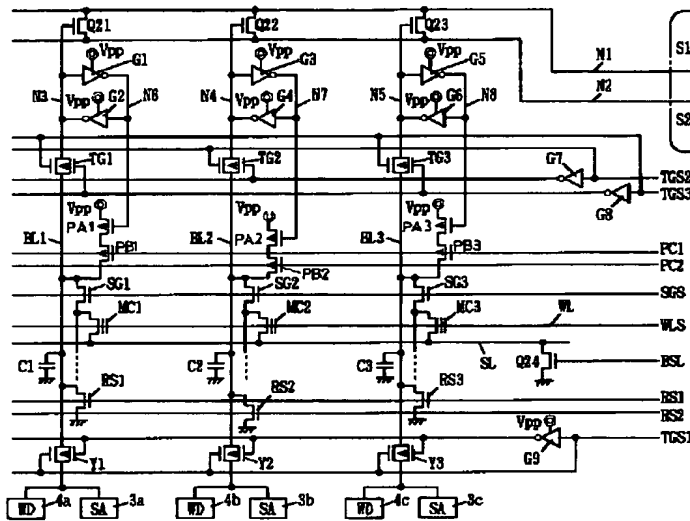 Q21 Q22 Q23
S1
Vpp G1 Vpp G3 Vpp G5 N1
N3 Vpp G2 N6 N4 Vpp G4 N7 N5 Vpp G6 N8 N2
S2
TG1 TG2 TG3 G7 TGS2
TGS3
G8
Vpp Vpp Vpp
PA1 PA2 PA3
BL1 PB1 BL2 PB2 BL3 PB3 PC1
PC2
SG1 SG2 SG3 SGS
MC1 MC2 MC3 WL WLS
C1 C2 C3 SL Q24 BSL
RS1 RS2 RS3 RS1
RS2
Vpp TGS1
Y1 Y2 Y3 G9
4a 3a 4b 3b 4c 3c
WD SA WD SA WD SA